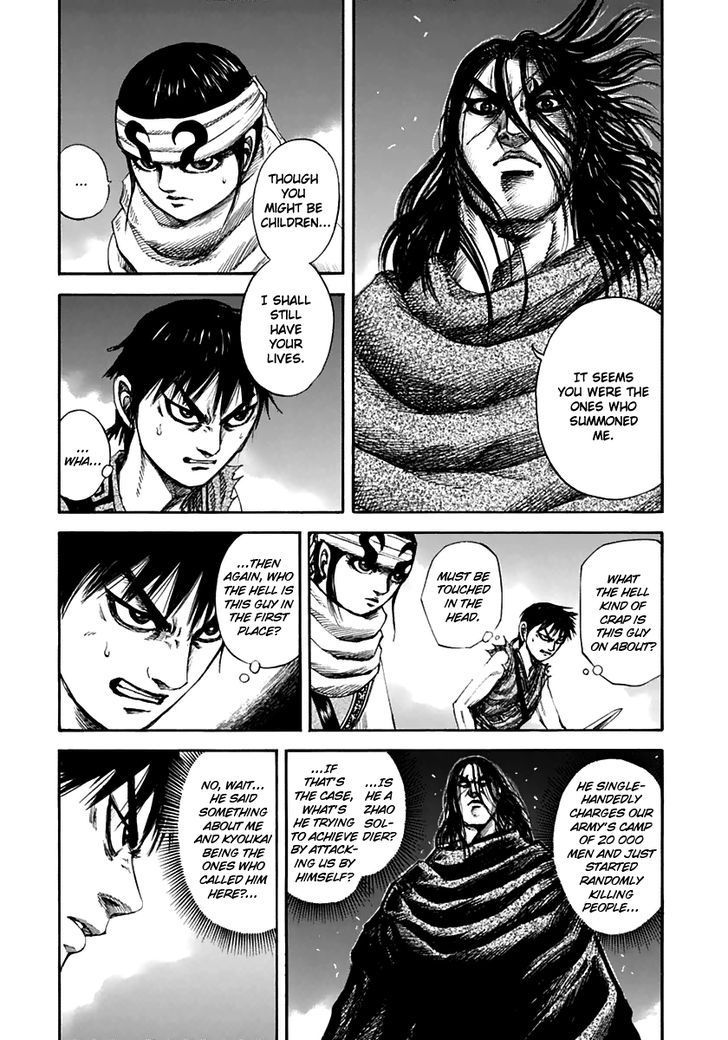 IT SEEMS
YOU WERE THE
ONES WHO
SUMMONED
ME.
THOUGH
YOU
MIGHT BE
CHILDREN...
...
I SHALL
STILL HAVE
YOUR
LIVES.
...
WHA...
WHAT
THE HELL
KIND OF
CRAP
IS THIS GUY
ON ABOUT?
MUST BE
TOUCHED
IN THE
HEAD.
...THEN
AGAIN, WHO
THE HELL IS
THIS GUY IN
THE FIRST
PLACE?
HE SINGLE-
HANDEDLY
CHARGES OUR
ARMY'S CAMP
OF 20 000
MEN AND JUST
STARTED
RANDOMLY
KILLING
PEOPLE...
...IS
HE A
ZHAO
SOL-
DIER?
...IF
THAT'S
THE CASE,
WHAT'S
HE TRYING
TO ACHIEVE
BY ATTACK-
ING US BY
HIMSELF?
NO, WAIT...
HE SAID
SOMETHING
ABOUT ME
AND KYOUKAI
BEING THE
ONES WHO
CALLED HIM
HERE?...